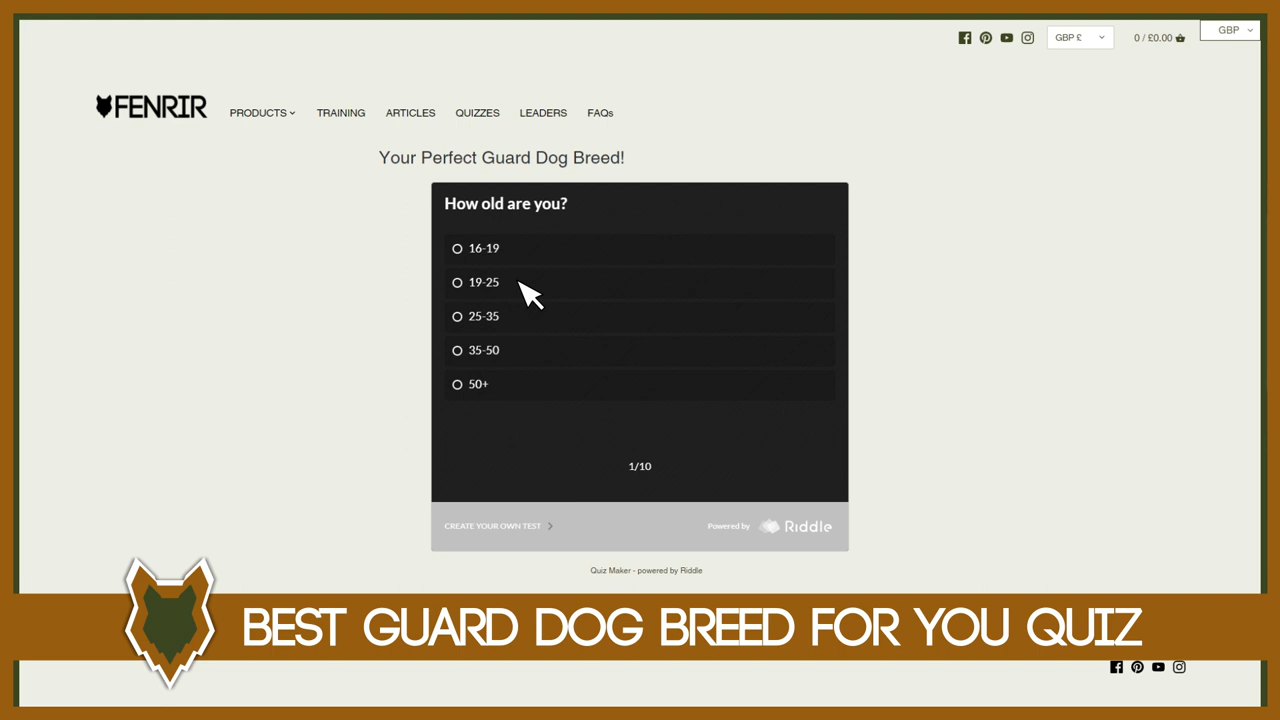 GBP £
0 / £0.00
GBP
FENRIR
PRODUCTS
TRAINING
ARTICLES
QUIZZES
LEADERS
FAQs
Your Perfect Guard Dog Breed!
How old are you?
16-19
19-25
25-35
35-50
50+
1/10
CREATE YOUR OWN TEST
Powered by Riddle
Quiz Maker - powered by Riddle
BEST GUARD DOG BREED FOR YOU QUIZ